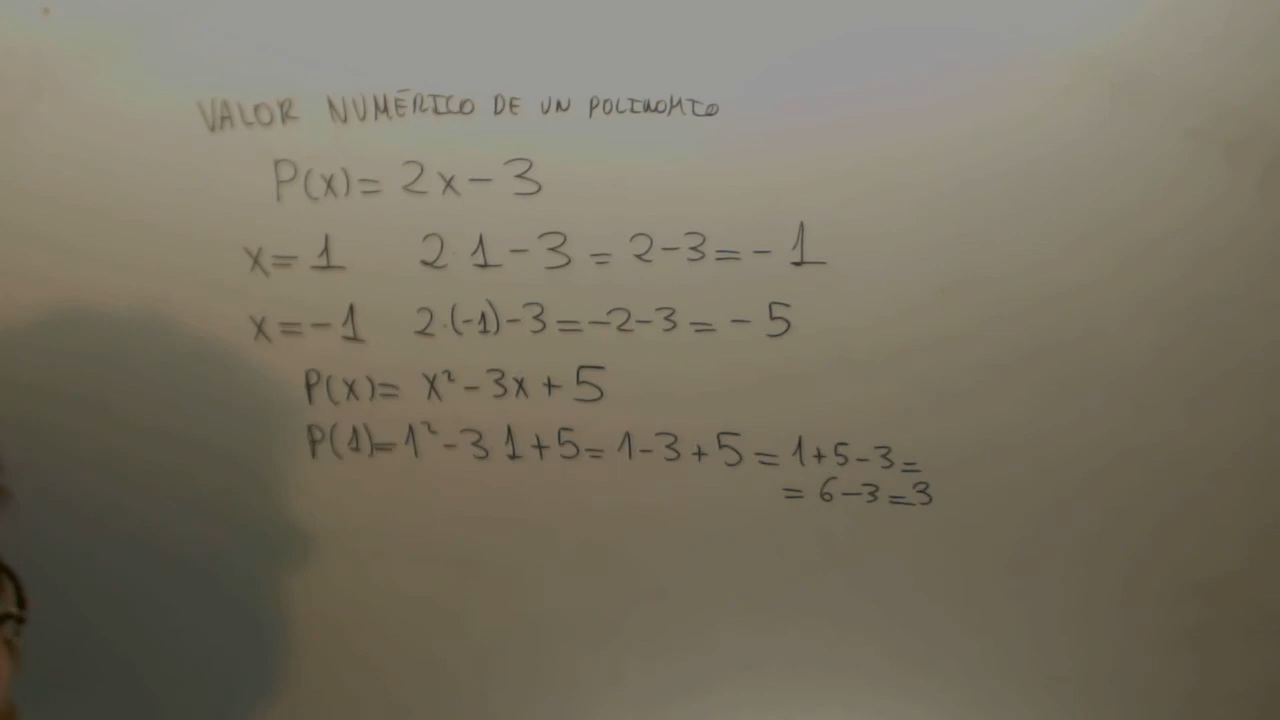 VALOR NUMÉRICO DE UN POLINOMIO
P(x)= 2x-3
x=1 2·1-3=2-3=-1
x=-1 2·(-1)-3=-2-3=-5
P(x)= x²-3x+5
P(1)=1²-3 1+5=1-3+5=1+5-3=
=6-3=3